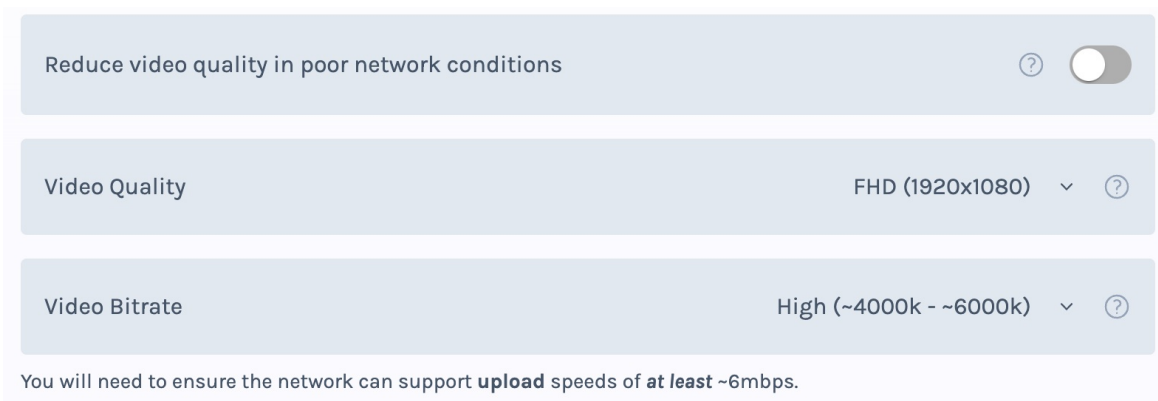 Reduce video quality in poor network conditions ?
Video Quality FHD (1920x1080) ?
Video Bitrate High (~4000k - ~6000k) ?
You will need to ensure the network can support upload speeds of at least ~6mbps.